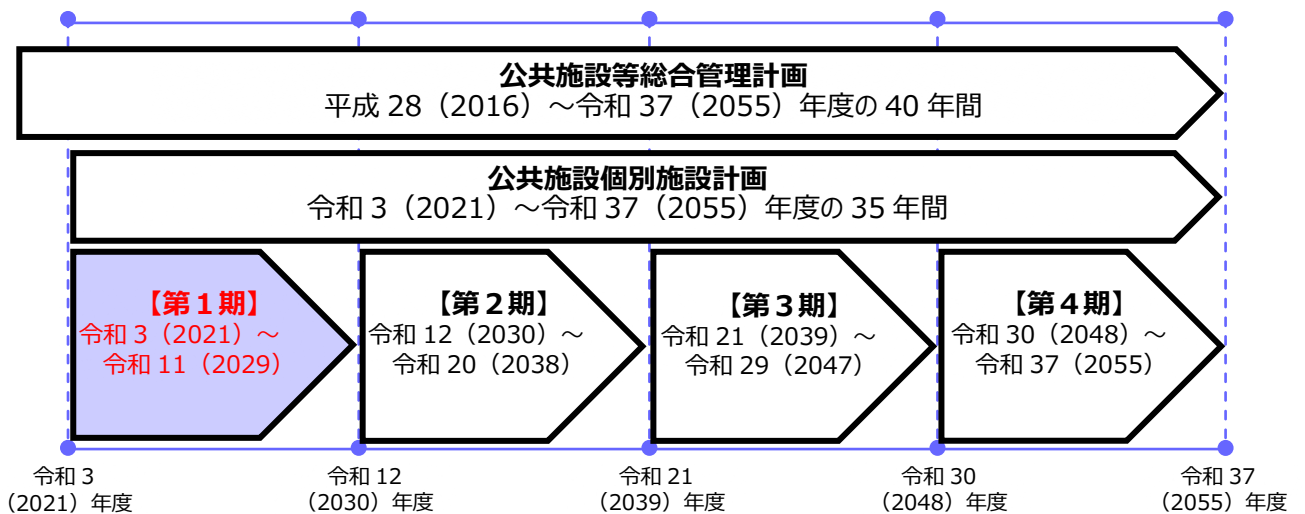 公共施設等総合管理計画
平成 28（2016）～令和 37（2055）年度の 40 年間
公共施設個別施設計画
令和 3（2021）～令和 37（2055）年度の 35 年間
【第１期】
令和 3（2021）～
令和 11（2029）
【第２期】
令和 12（2030）～
令和 20（2038）
【第３期】
令和 21（2039）～
令和 29（2047）
【第４期】
令和 30（2048）～
令和 37（2055）
令和 3
（2021）年度
令和 12
（2030）年度
令和 21
（2039）年度
令和 30
（2048）年度
令和 37
（2055）年度